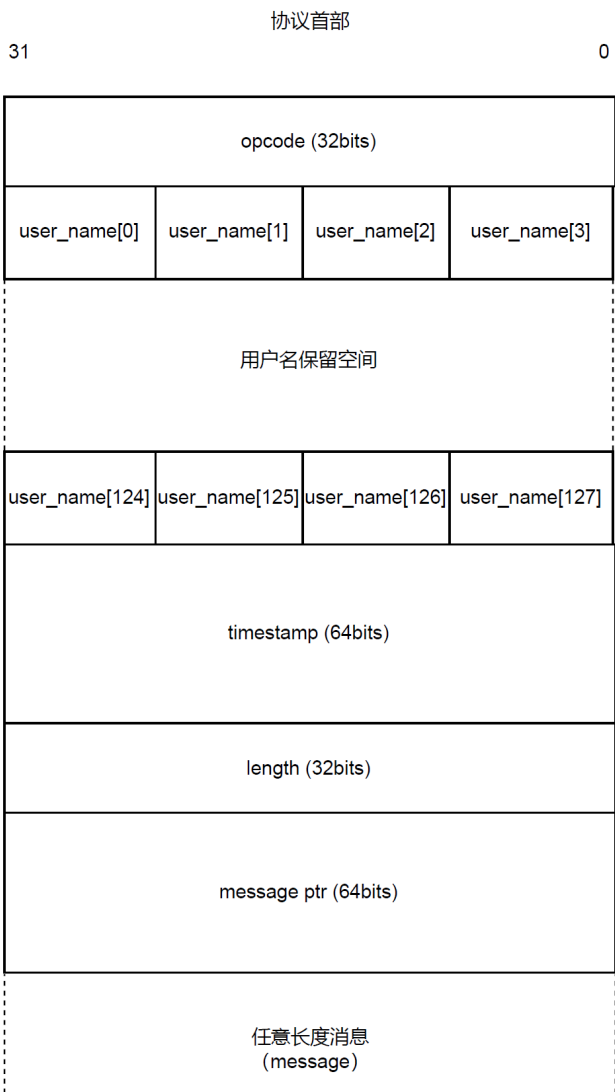 协议首部
31 0
opcode (32bits)
user_name[0] user_name[1] user_name[2] user_name[3]
用户名保留空间
user_name[124] user_name[125] user_name[126] user_name[127]
timestamp (64bits)
length (32bits)
message ptr (64bits)
任意长度消息
(message)